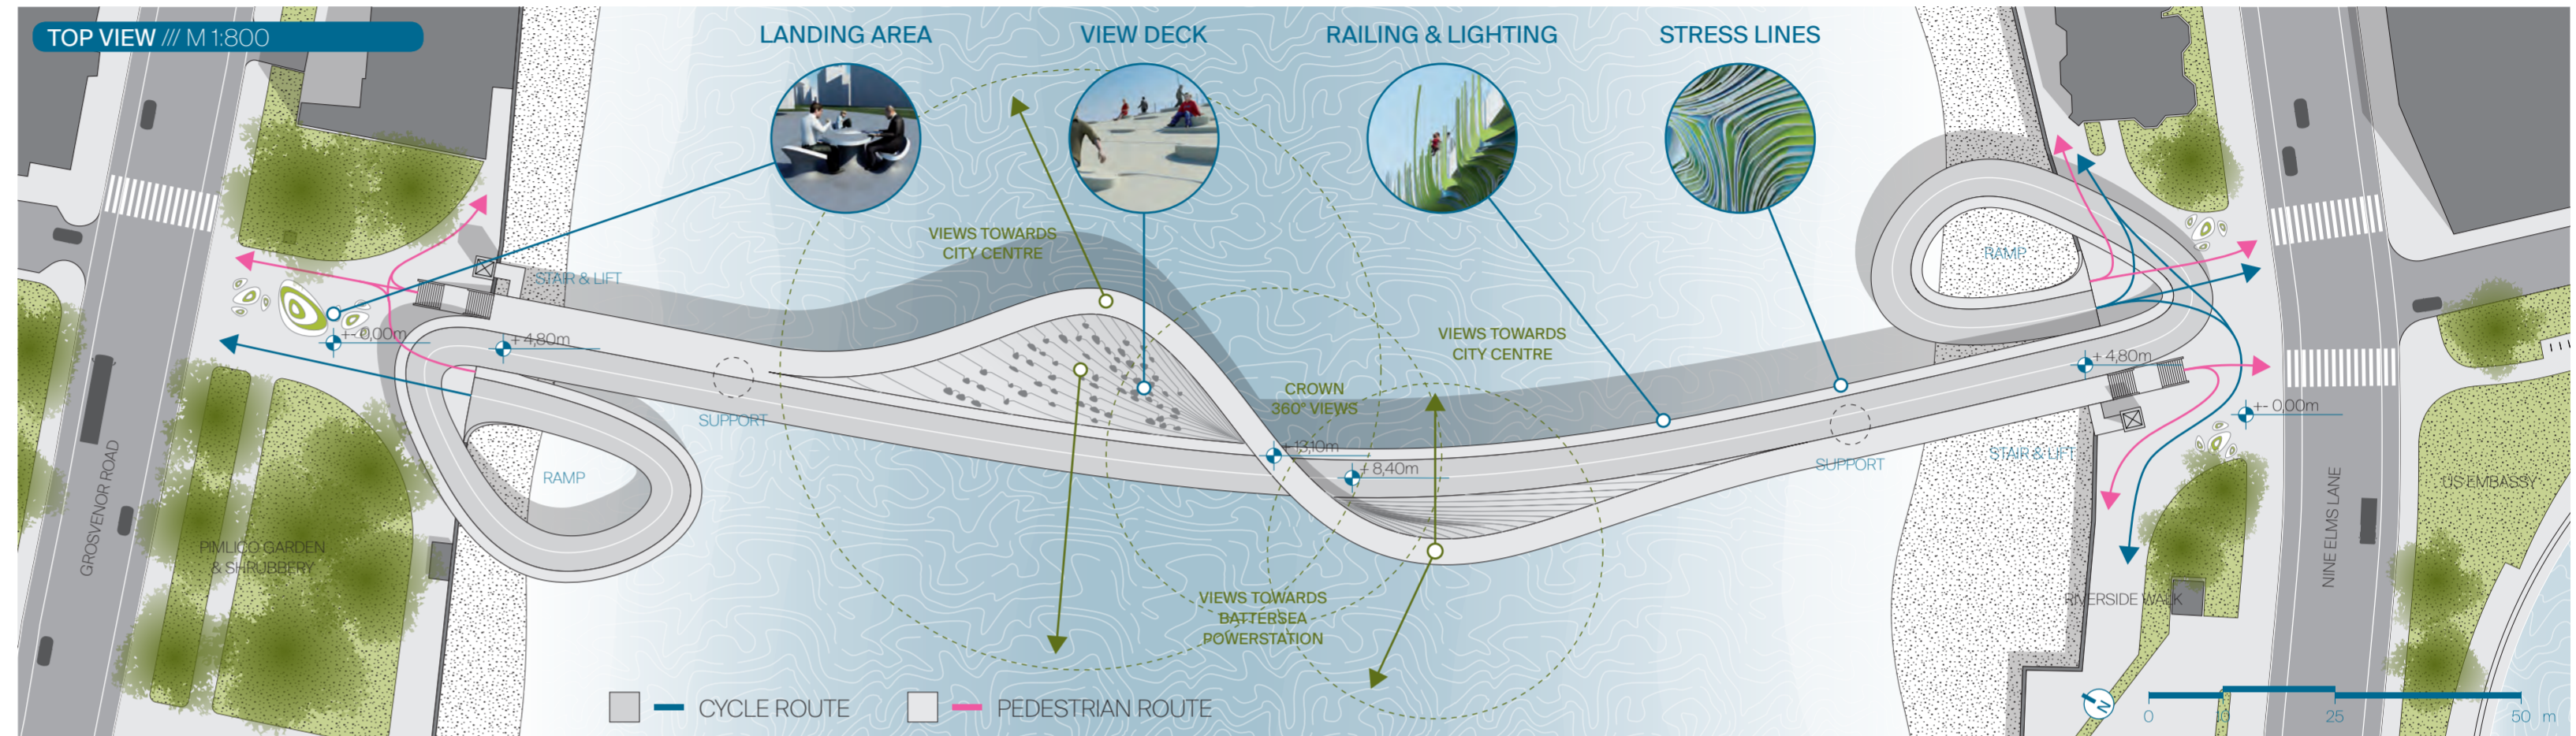 TOP VIEW /// M 1:800
LANDING AREA
VIEW DECK
RAILING & LIGHTING
STRESS LINES
VIEWS TOWARDS
CITY CENTRE
STAIR & LIFT
+- 0,00m
+ 4,80m
SUPPORT
RAMP
GROSVENOR ROAD
PIMLICO GARDEN
& SHRUBBERY
CROWN
360° VIEWS
+ 13,10m
+ 8,40m
VIEWS TOWARDS
CITY CENTRE
VIEWS TOWARDS
BATTERSEA
POWERSTATION
RAMP
+ 4,80m
+- 0,00m
SUPPORT
STAIR & LIFT
US EMBASSY
NINE ELMS LANE
RIVERSIDE WALK
CYCLE ROUTE
PEDESTRIAN ROUTE
N
0 10 25 50 m